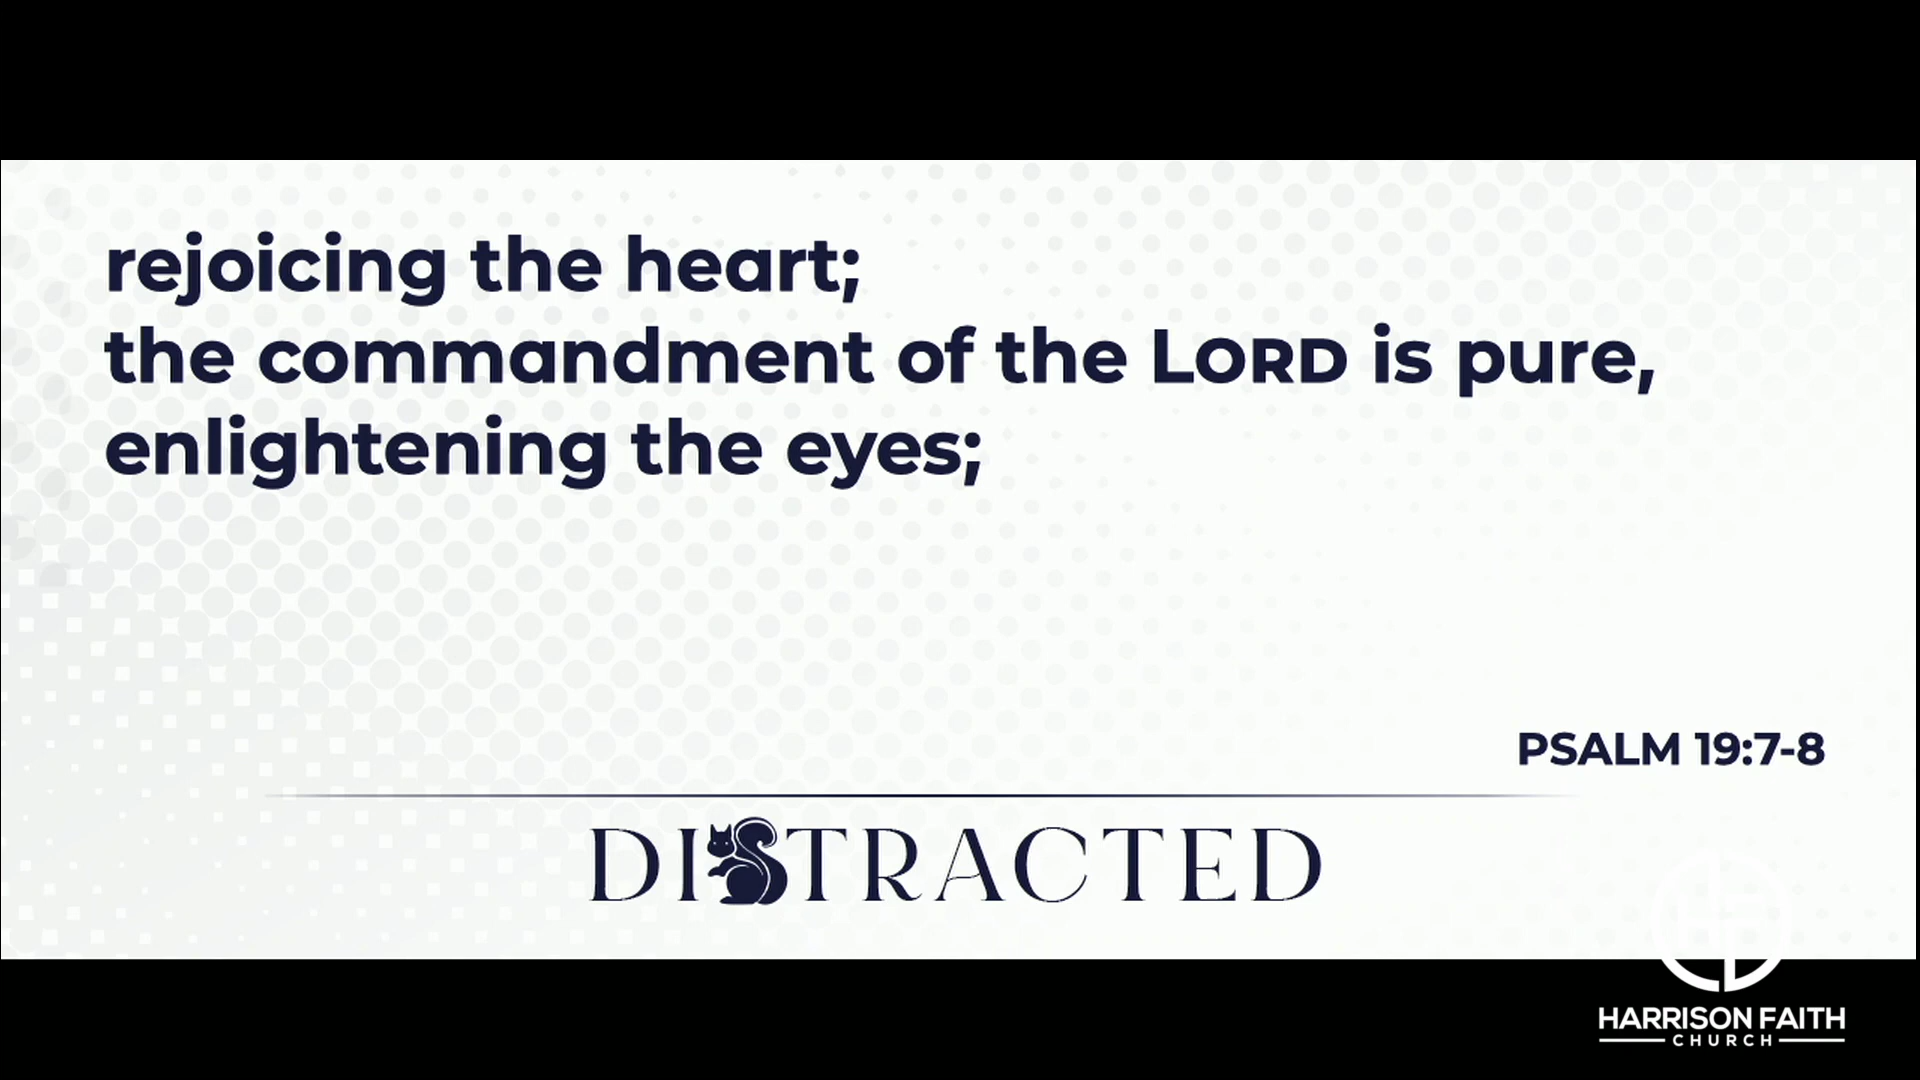 rejoicing the heart;
the commandment of the LORD is pure,
enlightening the eyes;
PSALM 19:7-8
DISTRACTED
HARRISON FAITH
CHURCH